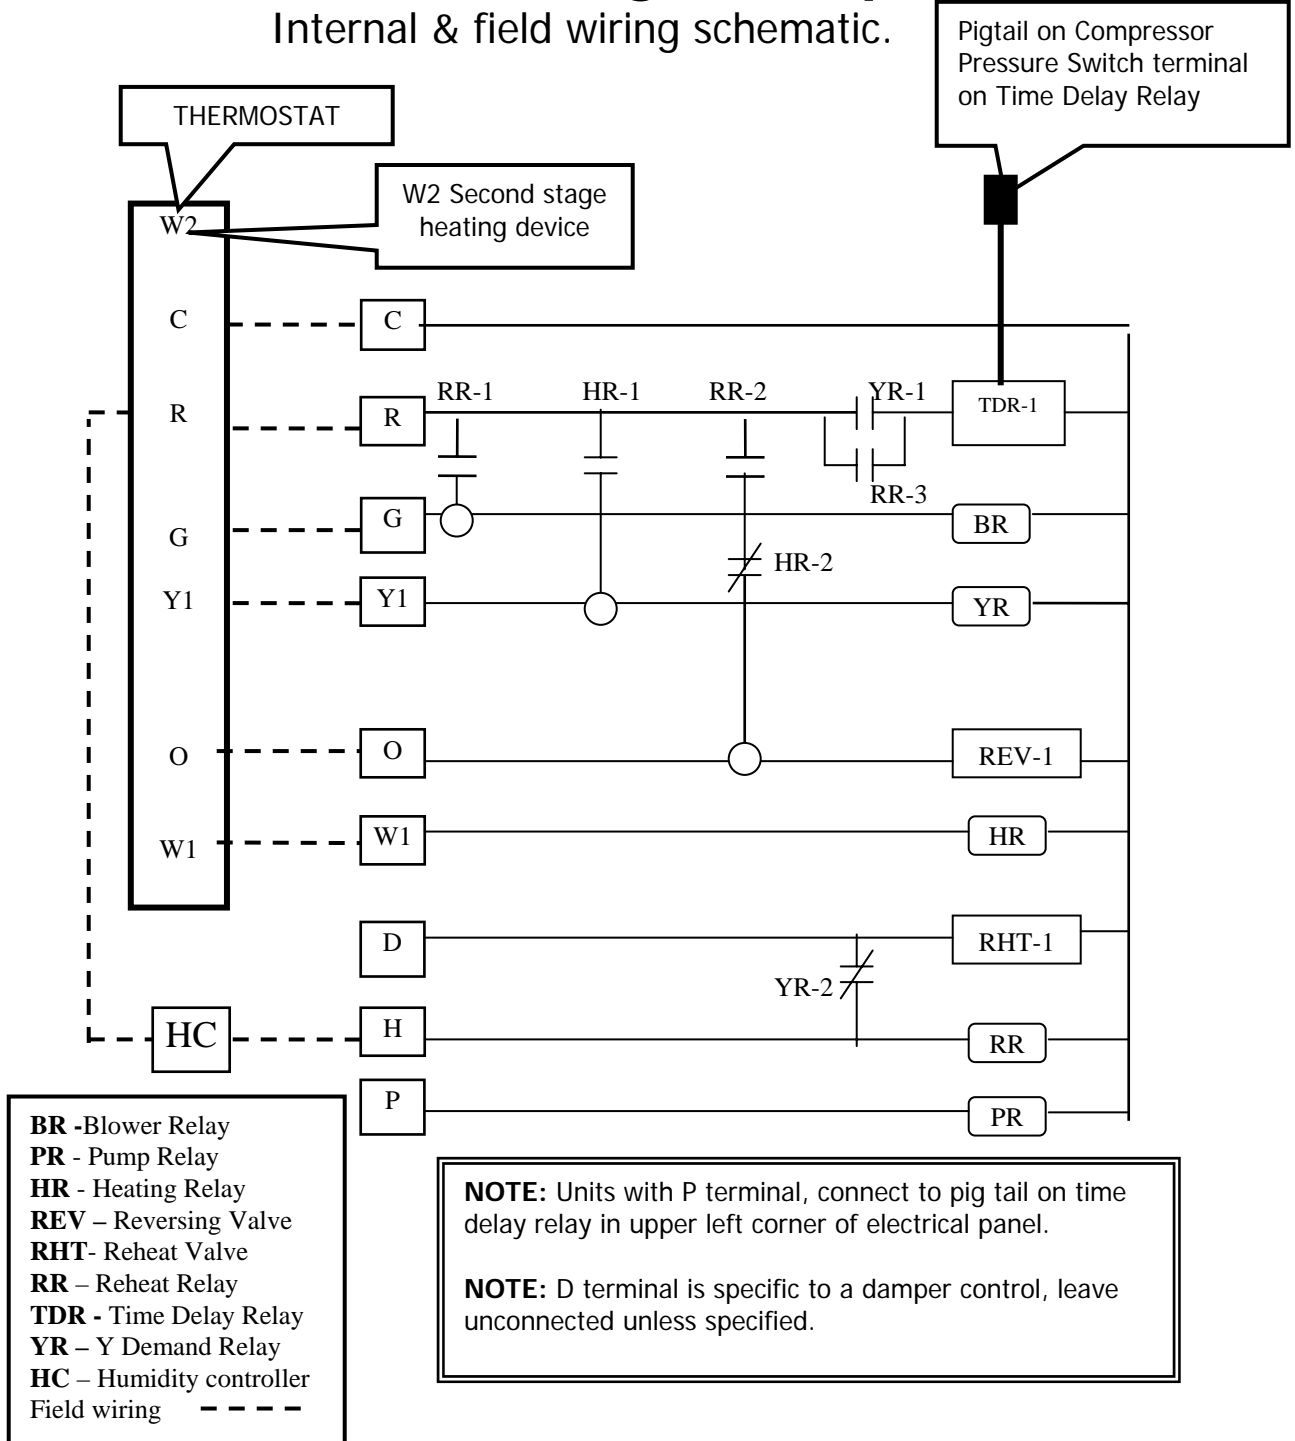 Internal & field wiring schematic.
Pigtail on Compressor
Pressure Switch terminal
on Time Delay Relay
THERMOSTAT
W2 Second stage
heating device
W2
C
C
RR-1
HR-1
RR-2
YR-1
TDR-1
R
R
RR-3
G
G
BR
HR-2
Y1
Y1
YR
O
O
REV-1
W1
W1
HR
D
RHT-1
YR-2
HC
H
RR
P
PR
BR -Blower Relay
PR - Pump Relay
HR - Heating Relay
REV – Reversing Valve
RHT- Reheat Valve
RR – Reheat Relay
TDR - Time Delay Relay
YR – Y Demand Relay
HC – Humidity controller
Field wiring
NOTE: Units with P terminal, connect to pig tail on time
delay relay in upper left corner of electrical panel.
NOTE: D terminal is specific to a damper control, leave
unconnected unless specified.